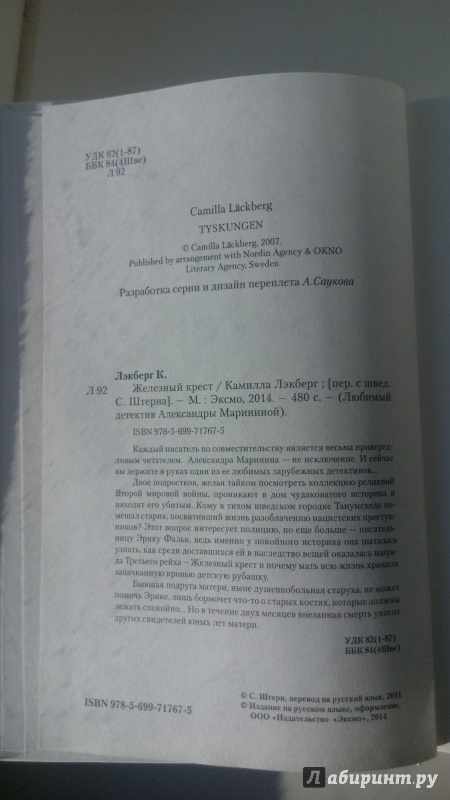 УДК 82(1-87)
ББК 84(4Шве)
Л 92
Camilla Läckberg
TYSKUNGEN
© Camilla Läckberg, 2007.
Published by arrangement with Nordin Agency & OKNO
Literary Agency, Sweden
Разработка серии и дизайн переплета А.Саукова
Лэкберг К.
Л 92 Железный крест / Камилла Лэкберг ; [пер. с швед.
С. Штерна]. – М. : Эксмо, 2014. – 480 с. – (Любимый
детектив Александры Марининой).
ISBN 978-5-699-71767-5
Каждый писатель по совместительству является весьма привередливым читателем. Александра Маринина — не исключение. И сейчас
вы держите в руках один из ее любимых зарубежных детективов...
Двое подростков, желая тайком посмотреть коллекцию реликвий
Второй мировой войны, проникают в дом чудаковатого историка и
находят его убитым. Кому в тихом шведском городке Танумсхеде помешал старик, посвятивший жизнь разоблачению нацистских преступников? Этот вопрос интересует полицию, но еще больше — писательницу Эрику Фальк, ведь именно у покойного историка она пыталась
узнать, как среди доставшихся ей в наследство вещей оказалась награда Третьего рейха — Железный крест и почему мать всю жизнь хранила
запачканную кровью детскую рубашку.
Бывшая подруга матери, ныне душевнобольная старуха, не может
помочь Эрике, лишь бормочет что-то о старых костях, которые должны
лежать спокойно... Но в течение двух месяцев внезапная смерть уносит
других свидетелей юных лет матери.
УДК 82(1-87)
ББК 84(4Шве)
© С. Штерн, перевод на русский язык, 2014
© Издание на русском языке, оформление.
ООО «Издательство «Эксмо», 2014
ISBN 978-5-699-71767-5
Лабиринт.ру